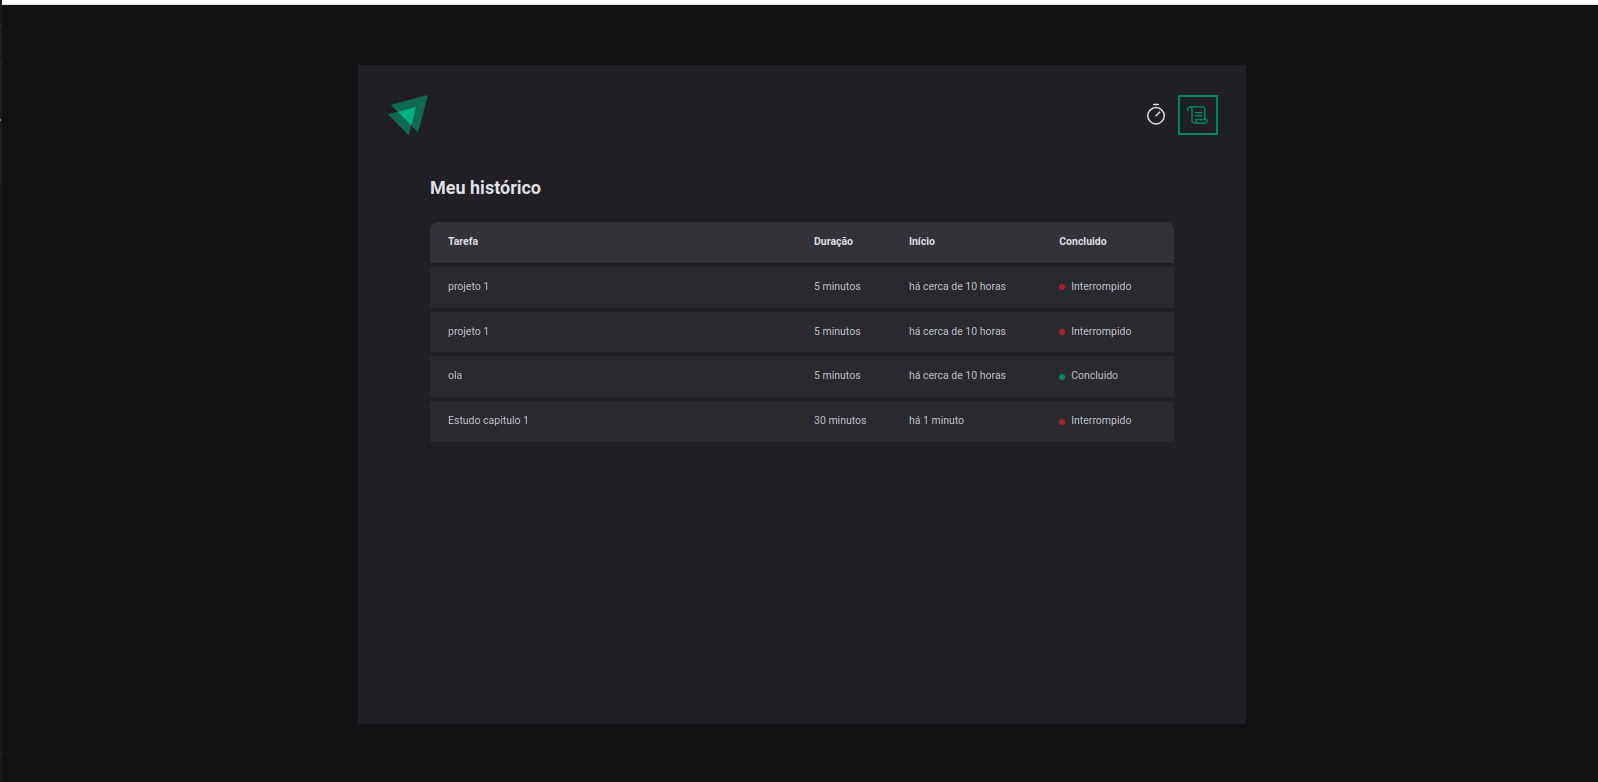 Meu histórico
Tarefa Duração Início Concluido
projeto 1 5 minutos há cerca de 10 horas Interrompido
projeto 1 5 minutos há cerca de 10 horas Interrompido
ola 5 minutos há cerca de 10 horas Concluido
Estudo capitulo 1 30 minutos há 1 minuto Interrompido